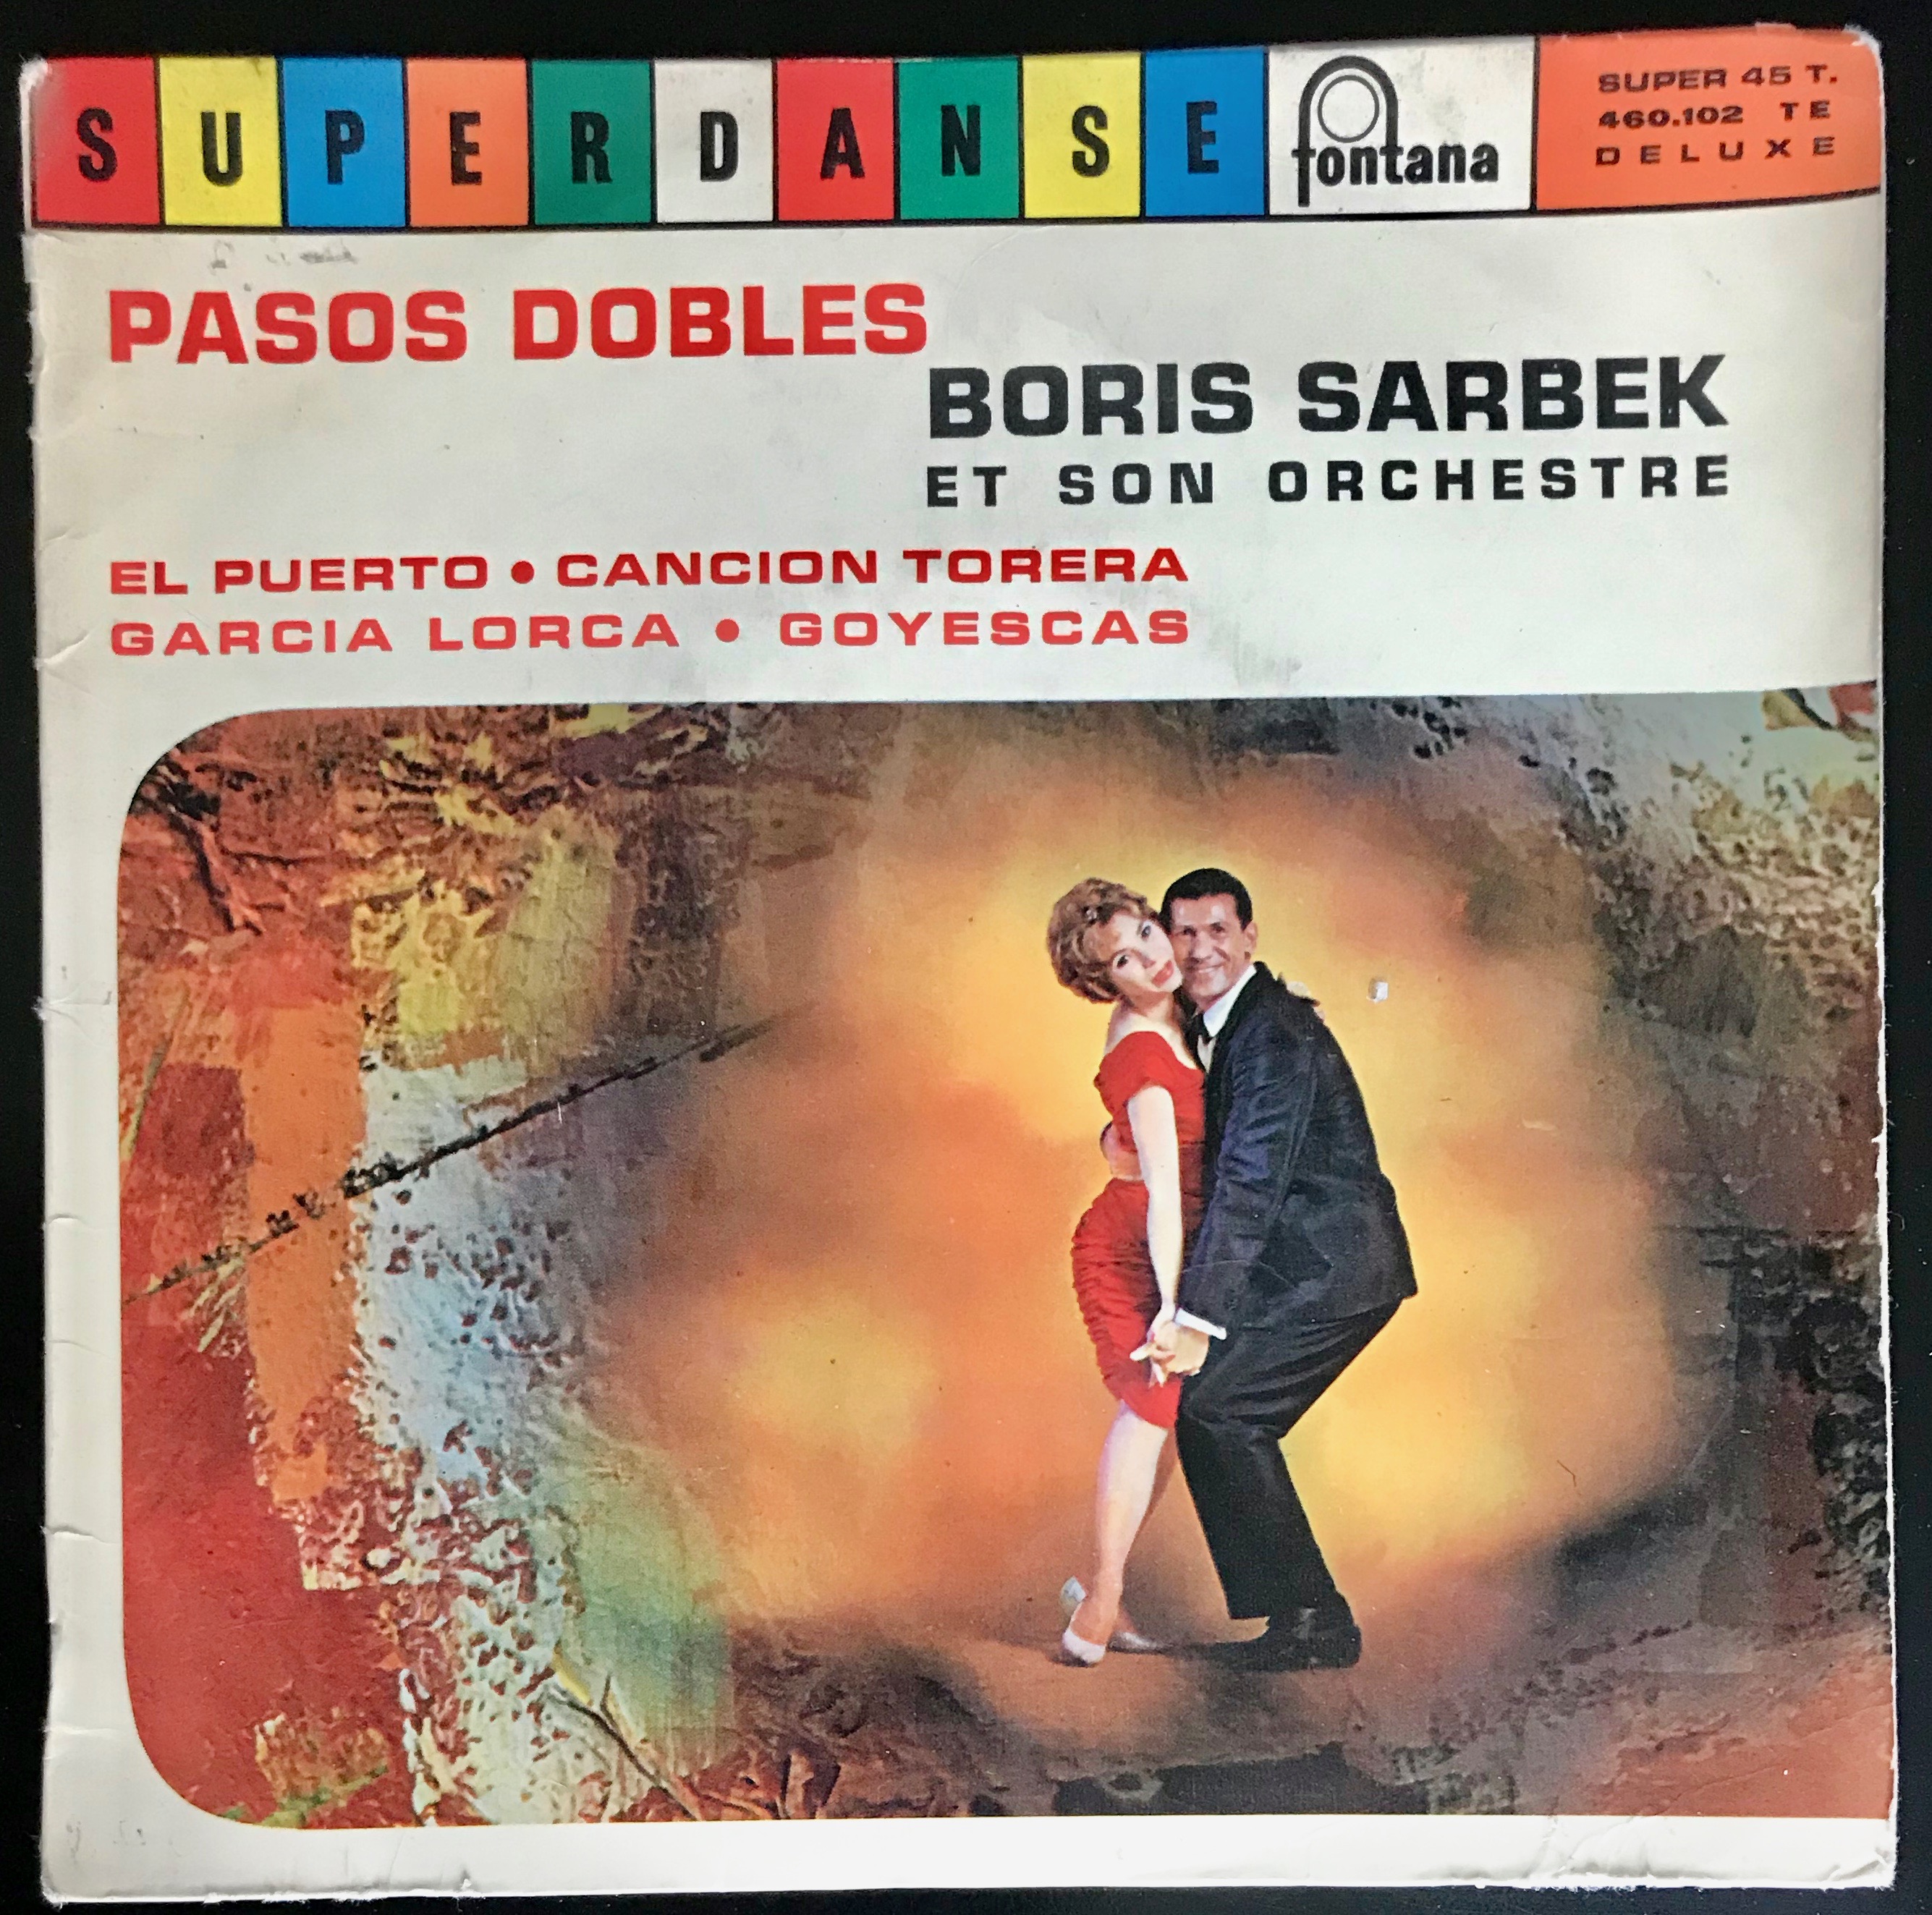 SUPERDANSE
fontana
SUPER 45 T.
460.102 TE
DELUXE
PASOS DOBLES
BORIS SARBEK
ET SON ORCHESTRE
EL PUERTO • CANCION TORERA
GARCIA LORCA • GOYESCAS